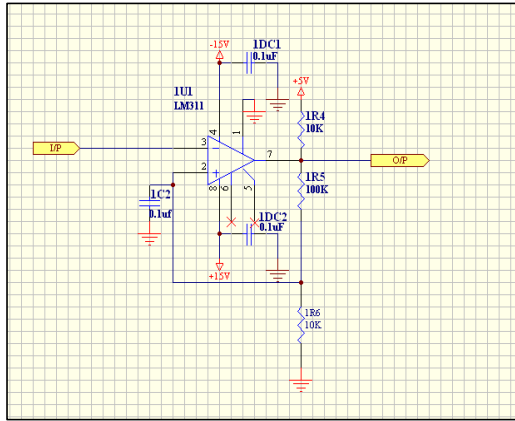 -15V
1DC1
0.1uF
+5V
1U1
LM311
1R4
10K
4
1
I/P
3
7
O/P
2
1R5
100K
8
6
5
1C2
0.1uf
1DC2
0.1uF
+15V
1R6
10K